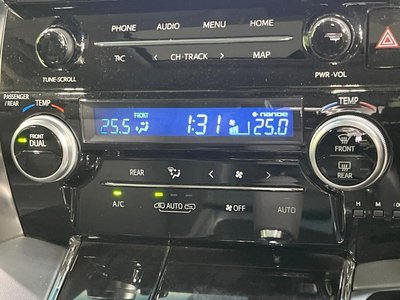 PHONE AUDIO MENU HOME
TRC < CH·TRACK > MAP
TUNE·SCROLL PWR·VOL
PASSENGER
/REAR
TEMP TEMP
FRONT nanoe
25.5 1:31 25.0
FRONT
DUAL
FRONT
REAR
REAR < >
A/C AUTO OFF AUTO
H M